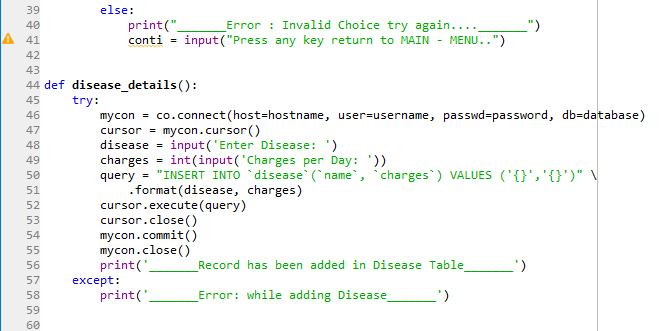 39         else:
40             print("_______Error : Invalid Choice try again...._______")
41             conti = input("Press any key return to MAIN - MENU..")
42
43
44 def disease_details():
45     try:
46         mycon = co.connect(host=hostname, user=username, passwd=password, db=database)
47         cursor = mycon.cursor()
48         disease = input('Enter Disease: ')
49         charges = int(input('Charges per Day: '))
50         query = "INSERT INTO `disease`(`name`, `charges`) VALUES ('{}','{}')" \
51             .format(disease, charges)
52         cursor.execute(query)
53         cursor.close()
54         mycon.commit()
55         mycon.close()
56         print('_______Record has been added in Disease Table_______')
57     except:
58         print('_______Error: while adding Disease_______')
59
60